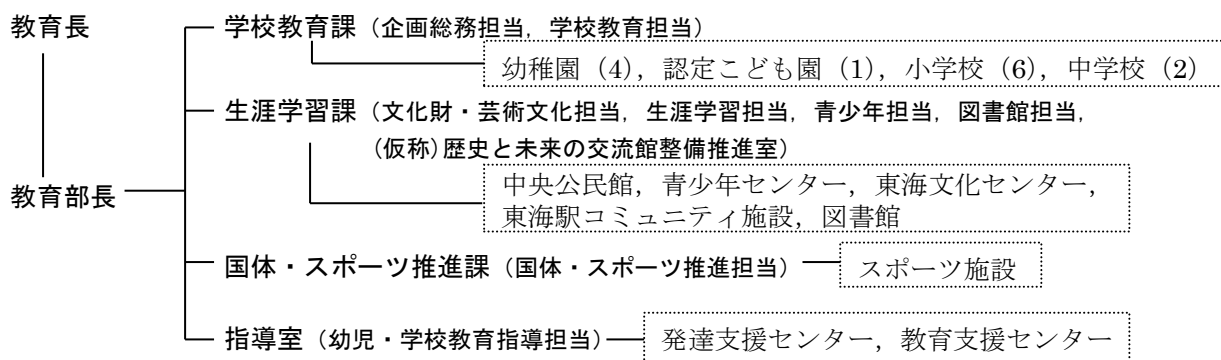 教育長
学校教育課（企画総務担当，学校教育担当）
幼稚園（4），認定こども園（1），小学校（6），中学校（2）
生涯学習課（文化財・芸術文化担当，生涯学習担当，青少年担当，図書館担当，
（仮称）歴史と未来の交流館整備推進室）
中央公民館，青少年センター，東海文化センター，
東海駅コミュニティ施設，図書館
教育部長
国体・スポーツ推進課（国体・スポーツ推進担当）
スポーツ施設
指導室（幼児・学校教育指導担当）
発達支援センター，教育支援センター